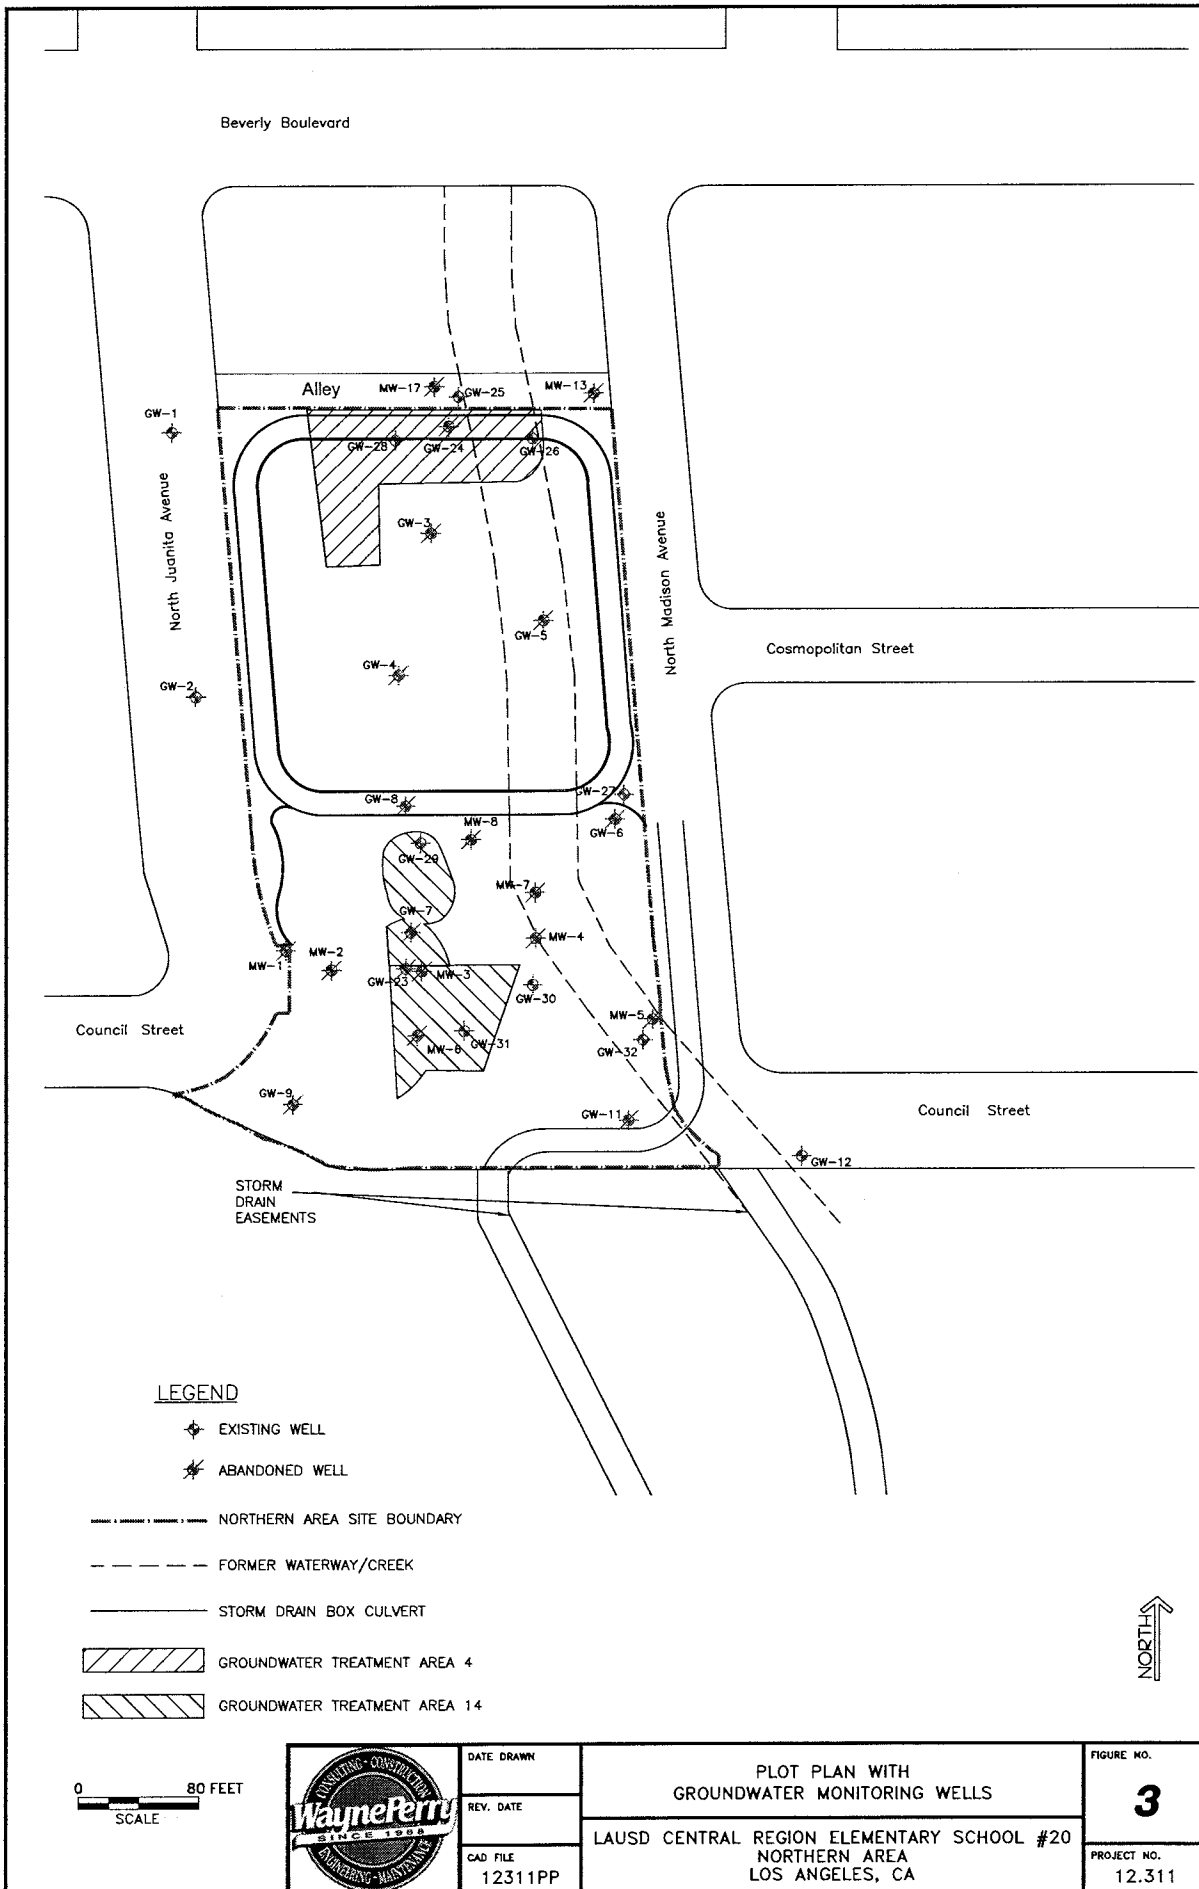 Beverly Boulevard
Alley
MW-17
GW-25
MW-13
GW-1
GW-28
GW-24
GW-26
North Juanita Avenue
GW-3
North Madison Avenue
GW-5
Cosmopolitan Street
GW-4
GW-2
GW-27
GW-8
GW-6
MW-8
GW-29
MW-7
GW-7
MW-4
MW-1
MW-2
GW-23
MW-3
GW-30
MW-5
Council Street
MW-6
GW-31
GW-32
GW-9
GW-11
Council Street
GW-12
STORM
DRAIN
EASEMENTS
LEGEND
EXISTING WELL
ABANDONED WELL
NORTHERN AREA SITE BOUNDARY
FORMER WATERWAY/CREEK
STORM DRAIN BOX CULVERT
GROUNDWATER TREATMENT AREA 4
GROUNDWATER TREATMENT AREA 14
NORTH
0 80 FEET
SCALE
CONSULTING - CONSTRUCTION
WaynePerry
SINCE 1988
ENGINEERING - MAINTENANCE
DATE DRAWN
REV. DATE
CAD FILE
12311PP
PLOT PLAN WITH
GROUNDWATER MONITORING WELLS
LAUSD CENTRAL REGION ELEMENTARY SCHOOL #20
NORTHERN AREA
LOS ANGELES, CA
FIGURE NO.
3
PROJECT NO.
12.311